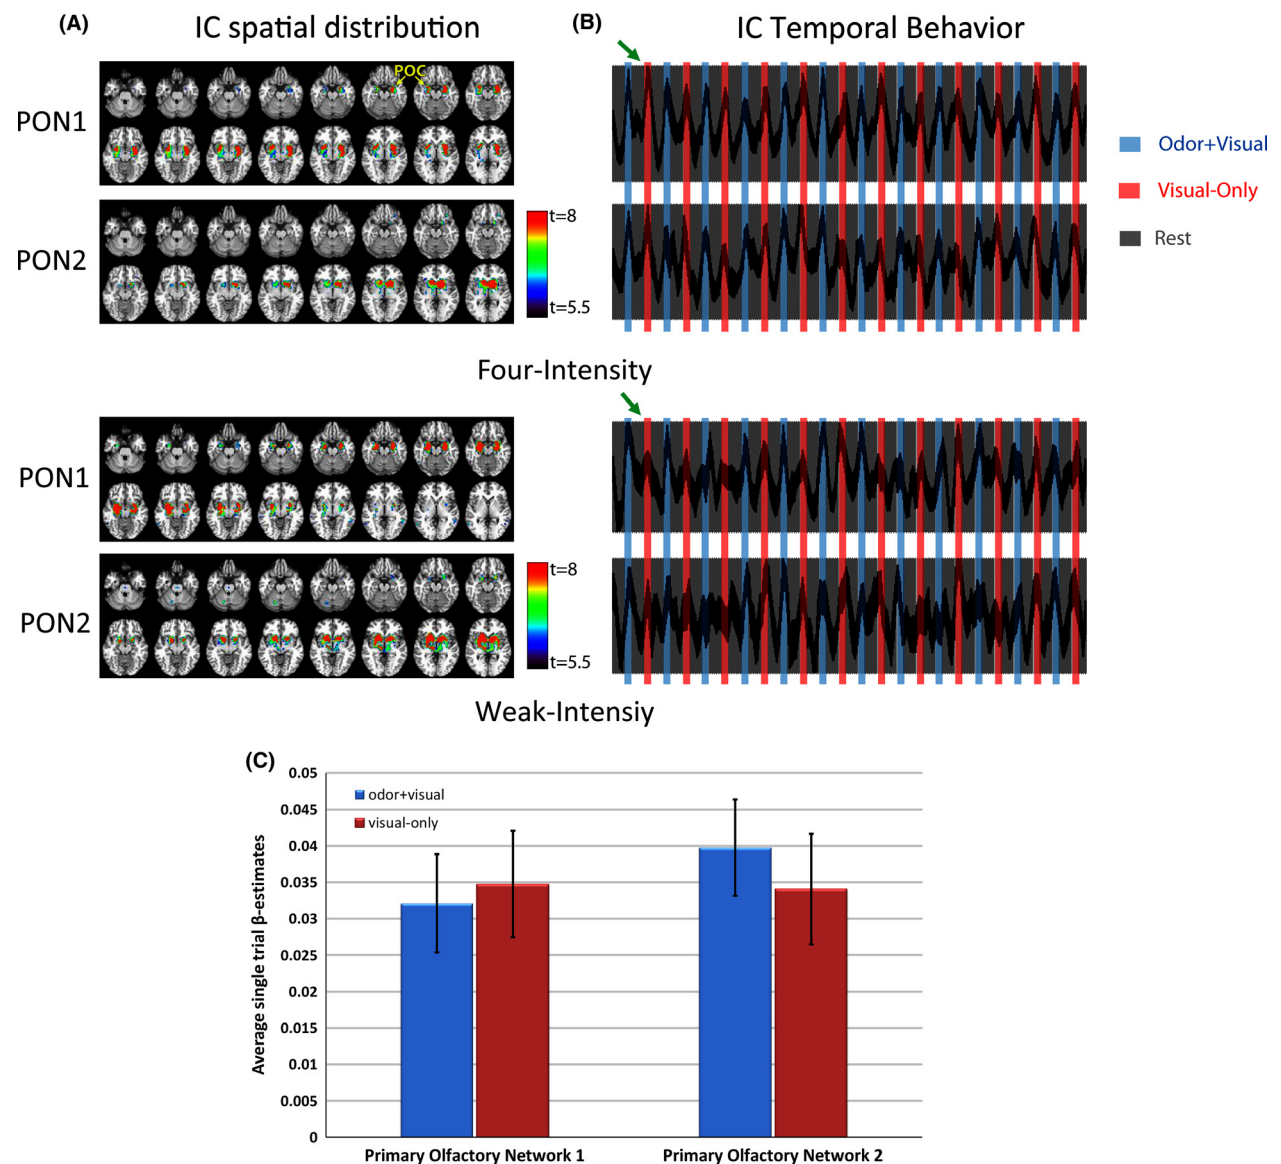 (A) IC spatial distribution
(B) IC Temporal Behavior
PON1
POC
PON2
t=8
t=5.5
Odor+Visual
Visual-Only
Rest
Four-Intensity
PON1
PON2
t=8
t=5.5
Weak-Intensiy
(C)
0.05
0.045
0.04
0.035
0.03
0.025
0.02
0.015
0.01
0.005
0
Average single trial β-estimates
odor+visual
visual-only
Primary Olfactory Network 1
Primary Olfactory Network 2